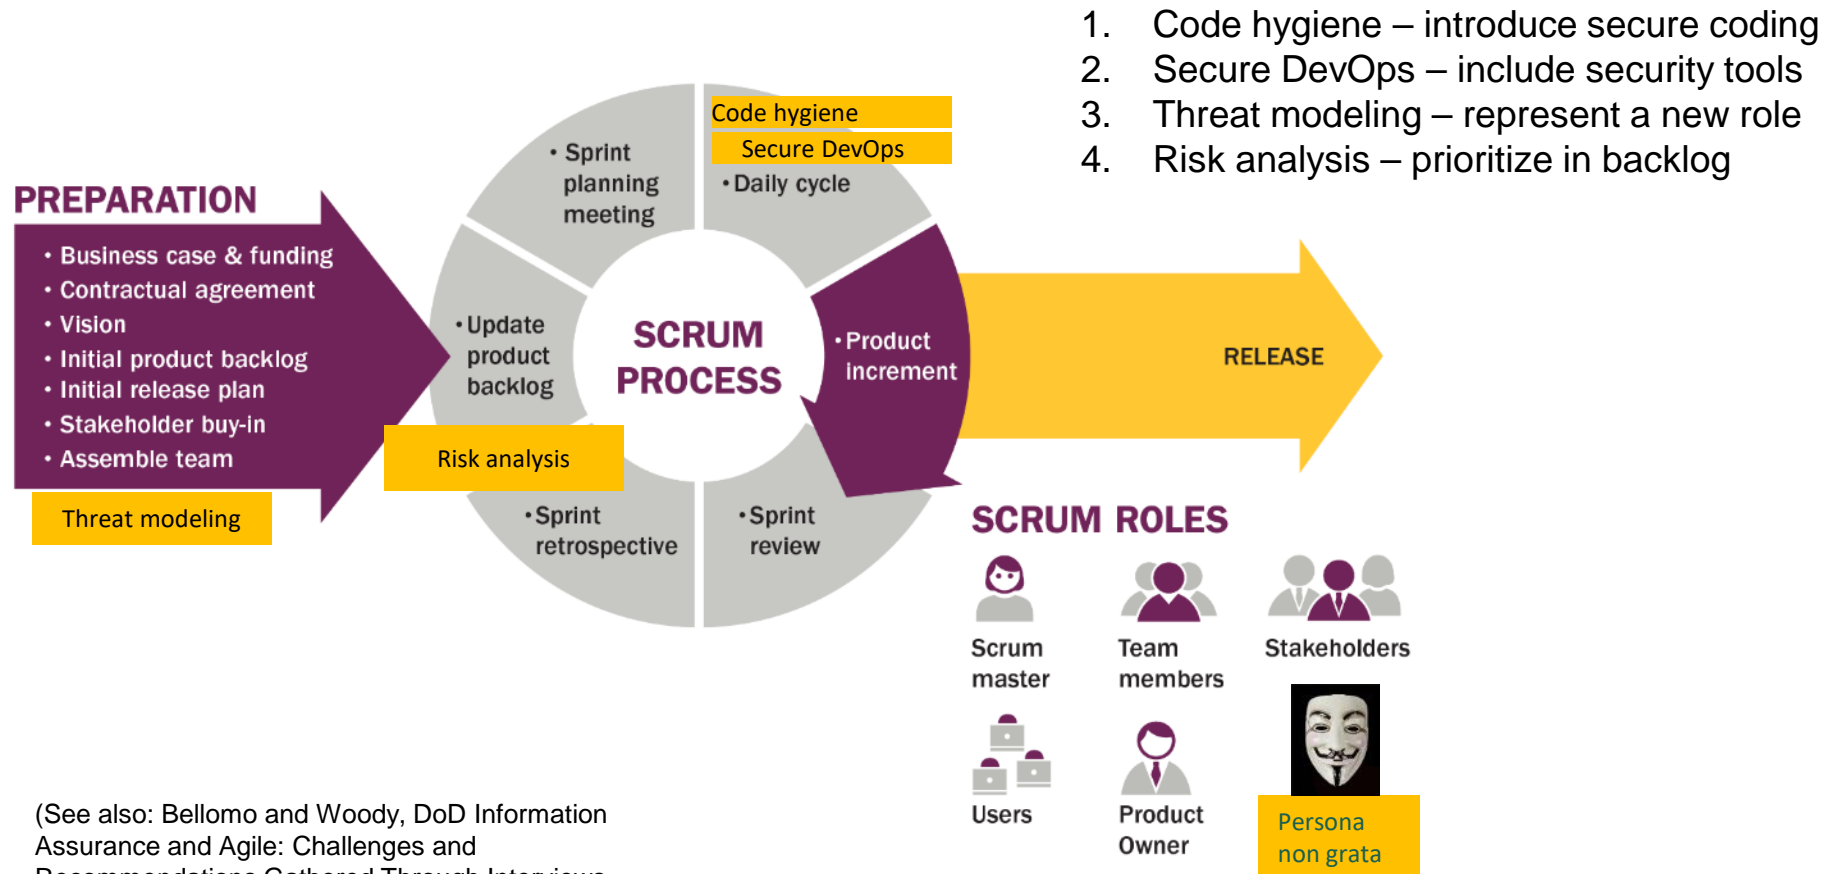 1. Code hygiene – introduce secure coding
2. Secure DevOps – include security tools
3. Threat modeling – represent a new role
4. Risk analysis – prioritize in backlog
PREPARATION
• Business case & funding
• Contractual agreement
• Vision
• Initial product backlog
• Initial release plan
• Stakeholder buy-in
• Assemble team
Threat modeling
Code hygiene
Secure DevOps
• Daily cycle
• Sprint
planning
meeting
• Update
product
backlog
Risk analysis
SCRUM
PROCESS
• Product
increment
• Sprint
retrospective
• Sprint
review
RELEASE
SCRUM ROLES
Scrum
master
Team
members
Stakeholders
Users
Product
Owner
Persona
non grata
(See also: Bellomo and Woody, DoD Information
Assurance and Agile: Challenges and
Recommendations Gathered Through Interviews